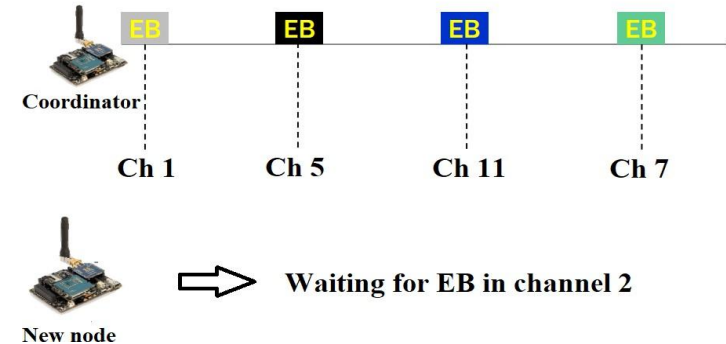 EB EB EB EB
Coordinator
Ch 1 Ch 5 Ch 11 Ch 7
Waiting for EB in channel 2
New node